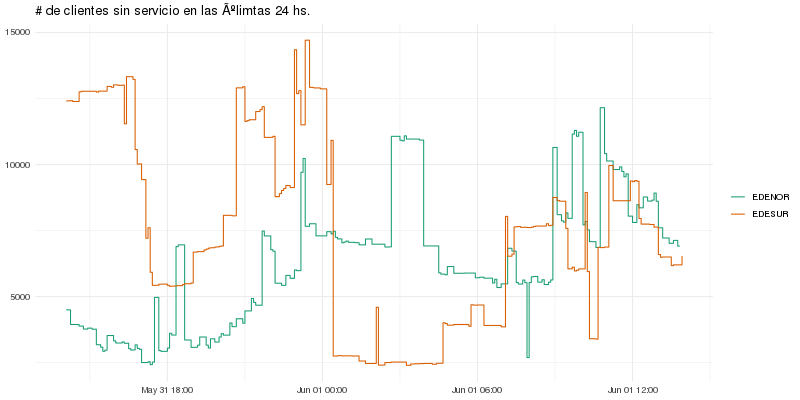 # de clientes sin servicio en las Ãºlimtas 24 hs.
15000
10000
5000
May 31 18:00
Jun 01 00:00
Jun 01 06:00
Jun 01 12:00
EDENOR
EDESUR